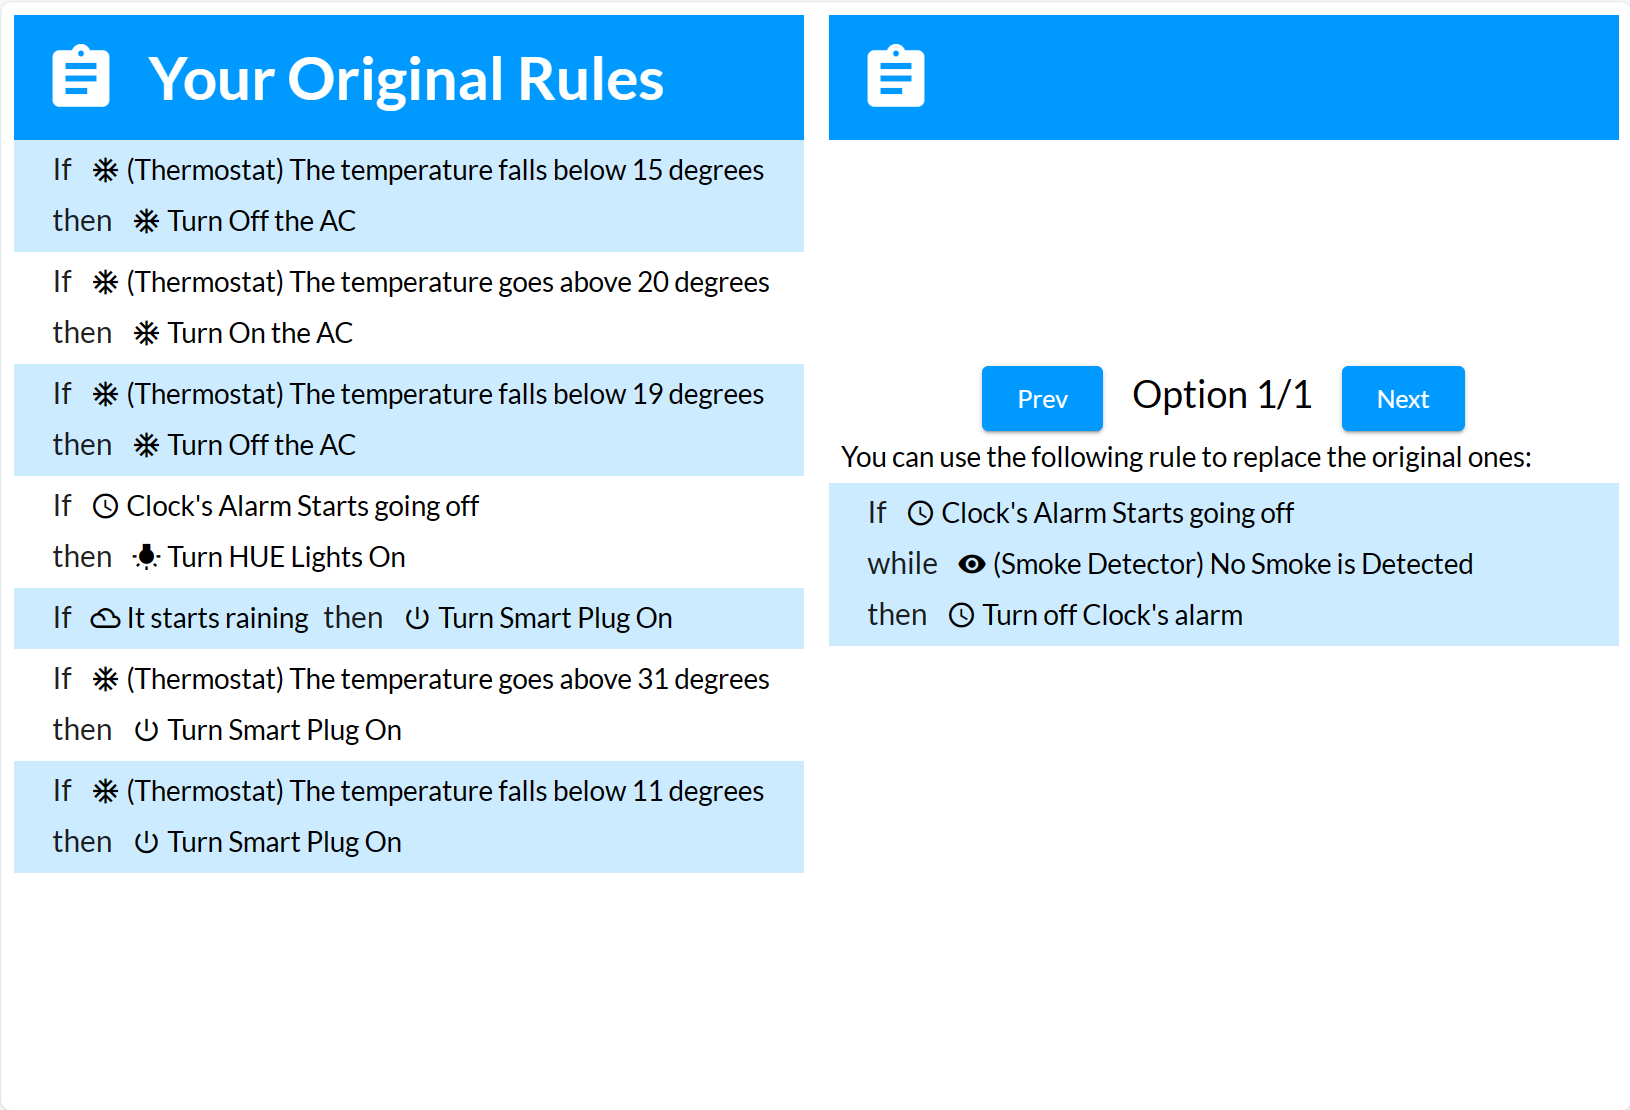 Your Original Rules
If (Thermostat) The temperature falls below 15 degrees
then Turn Off the AC
If (Thermostat) The temperature goes above 20 degrees
then Turn On the AC
If (Thermostat) The temperature falls below 19 degrees
then Turn Off the AC
If Clock's Alarm Starts going off
then Turn HUE Lights On
If It starts raining then Turn Smart Plug On
If (Thermostat) The temperature goes above 31 degrees
then Turn Smart Plug On
If (Thermostat) The temperature falls below 11 degrees
then Turn Smart Plug On
Prev Option 1/1 Next
You can use the following rule to replace the original ones:
If Clock's Alarm Starts going off
while (Smoke Detector) No Smoke is Detected
then Turn off Clock's alarm